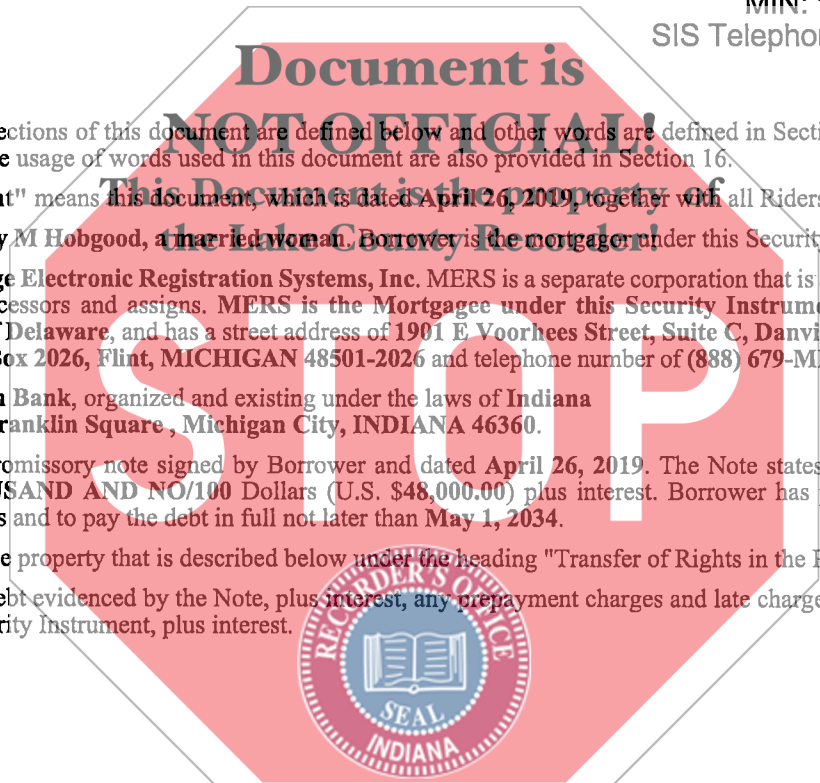 MIN:
SIS Telephon
Document is
NOT OFFICIAL!
This Document is the property of
the Lake County Recorder!
ections of this document are defined below and other words are defined in Secti
e usage of words used in this document are also provided in Section 16.
nt" means this document, which is dated April 26, 2019, together with all Riders
y M Hobgood, a married woman. Borrower is the mortgagor under this Security
ge Electronic Registration Systems, Inc. MERS is a separate corporation that is
cessors and assigns. MERS is the Mortgagee under this Security Instrume
f Delaware, and has a street address of 1901 E Voorhees Street, Suite C, Danvi
Box 2026, Flint, MICHIGAN 48501-2026 and telephone number of (888) 679-M
n Bank, organized and existing under the laws of Indiana
ranklin Square , Michigan City, INDIANA 46360.
romissory note signed by Borrower and dated April 26, 2019. The Note states
USAND AND NO/100 Dollars (U.S. $48,000.00) plus interest. Borrower has
s and to pay the debt in full not later than May 1, 2034.
e property that is described below under the heading "Transfer of Rights in the P
ebt evidenced by the Note, plus interest, any prepayment charges and late charge
rity Instrument, plus interest.
STOP
RECORDER'S OFFICE
SEAL
INDIANA